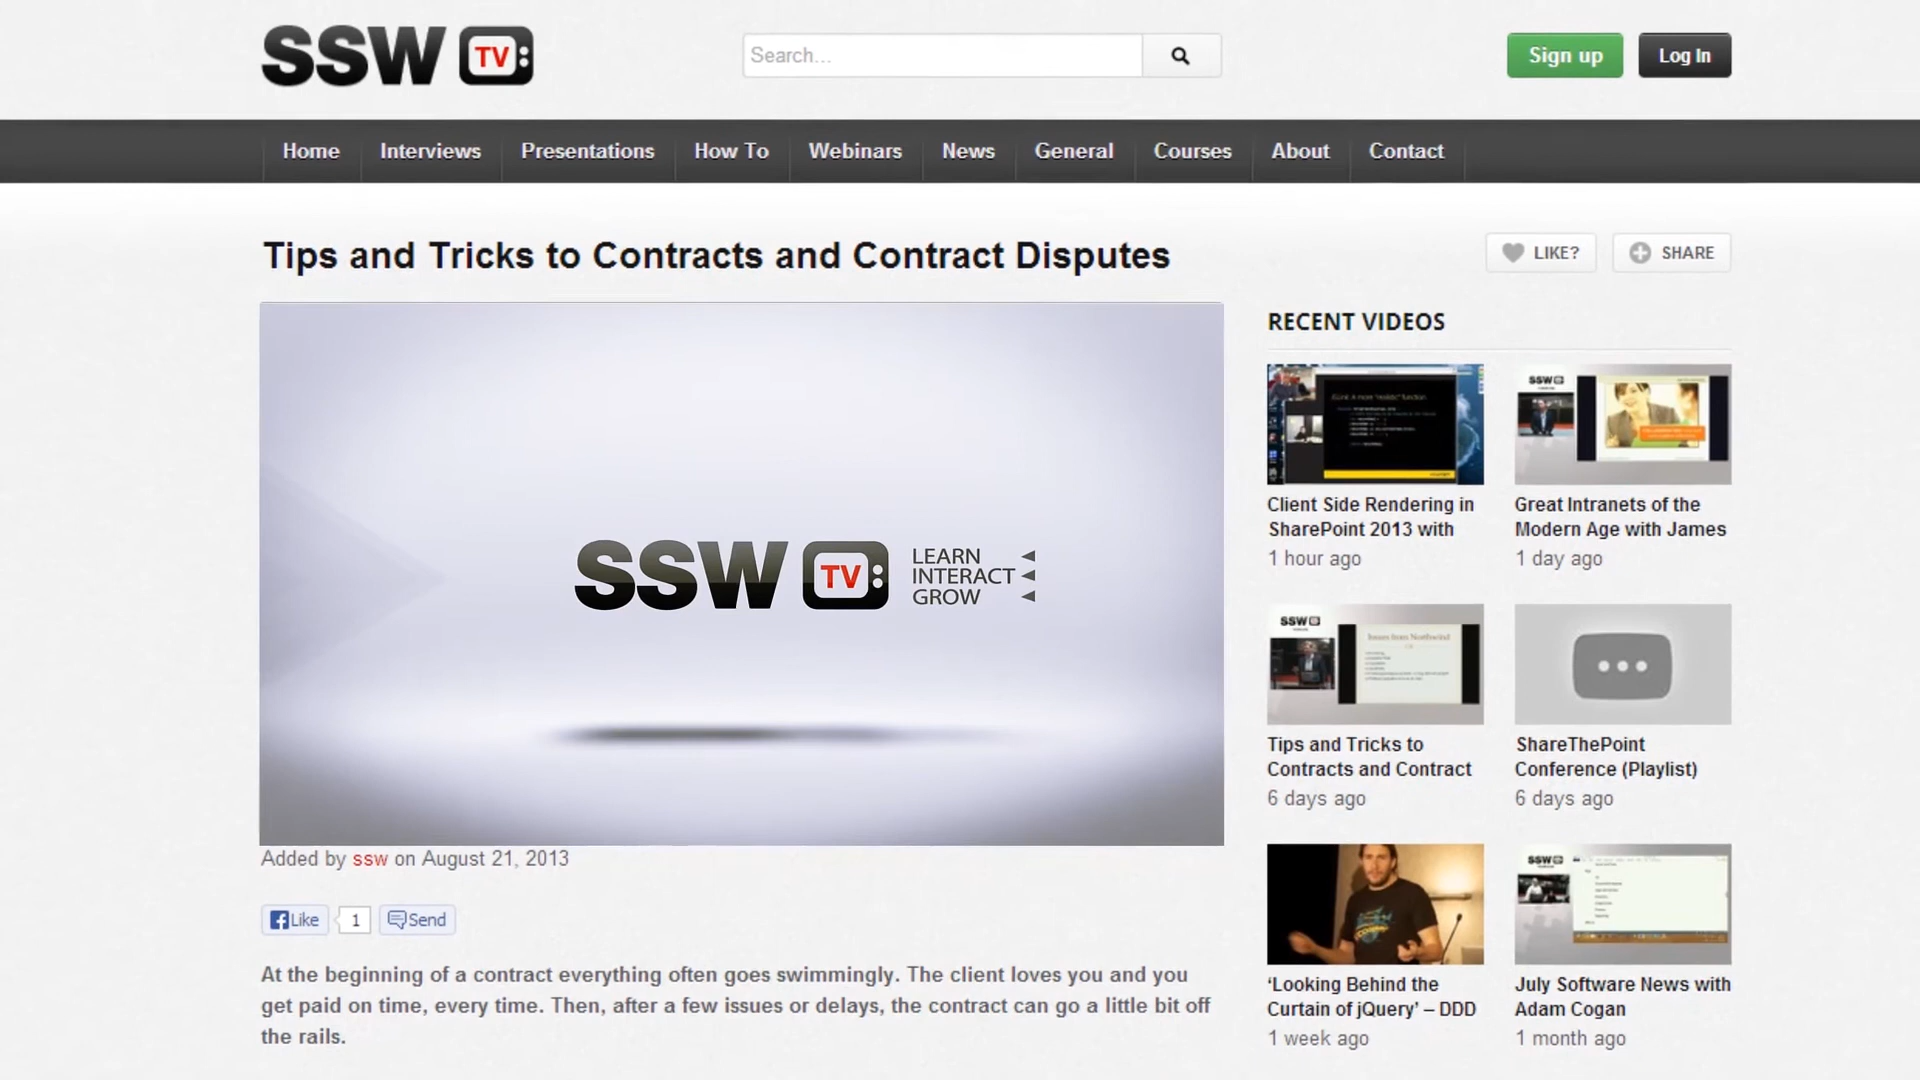 SSW TV
Search...
Sign up
Log In
Home
Interviews
Presentations
How To
Webinars
News
General
Courses
About
Contact
Tips and Tricks to Contracts and Contract Disputes
LIKE?
SHARE
SSW TV
LEARN
INTERACT
GROW
Added by ssw on August 21, 2013
Like
1
Send
At the beginning of a contract everything often goes swimmingly. The client loves you and you
get paid on time, every time. Then, after a few issues or delays, the contract can go a little bit off
the rails.
RECENT VIDEOS
SSW
Client Side Rendering in
SharePoint 2013 with
1 hour ago
Great Intranets of the
Modern Age with James
1 day ago
SSW
Issues from Northwind
Tips and Tricks to
Contracts and Contract
6 days ago
ShareThePoint
Conference (Playlist)
6 days ago
SSW
‘Looking Behind the
Curtain of jQuery’ – DDD
1 week ago
July Software News with
Adam Cogan
1 month ago